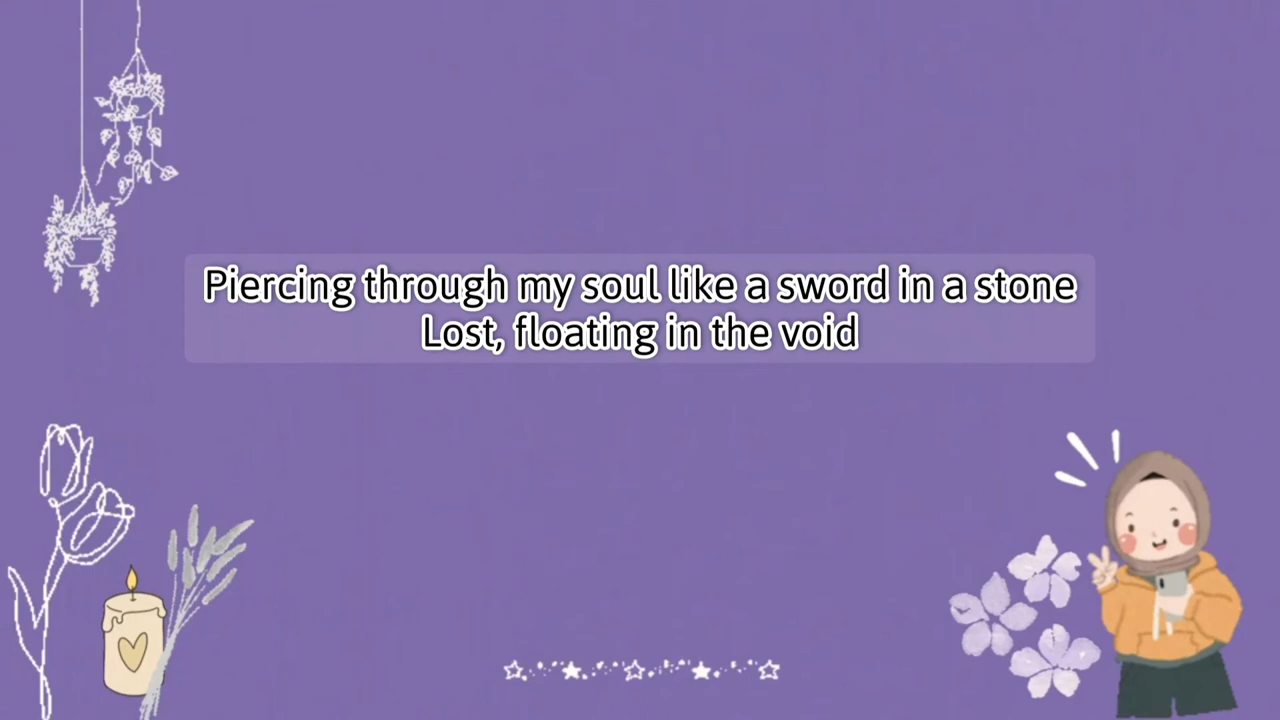 Piercing through my soul like a sword in a stone
Lost, floating in the void